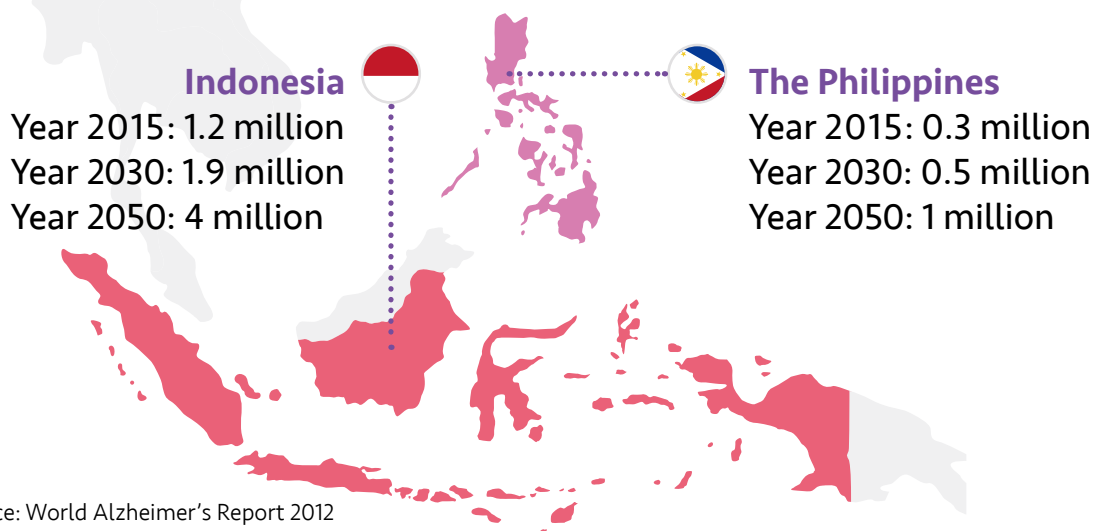 Indonesia
Year 2015: 1.2 million
Year 2030: 1.9 million
Year 2050: 4 million
The Philippines
Year 2015: 0.3 million
Year 2030: 0.5 million
Year 2050: 1 million
World Alzheimer's Report 2012